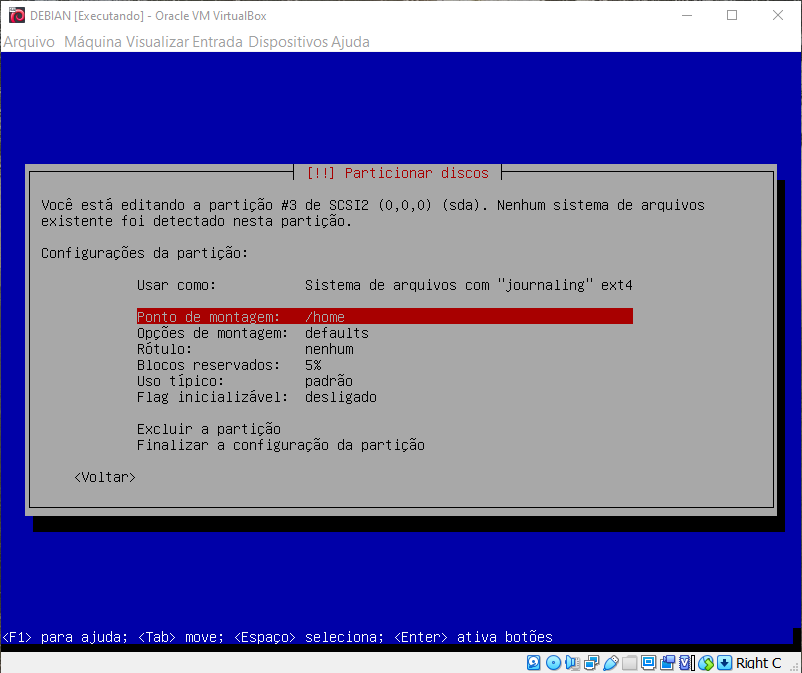 DEBIAN [Executando] - Oracle VM VirtualBox
Arquivo Máquina Visualizar Entrada Dispositivos Ajuda
[!!] Particionar discos
Você está editando a partição #3 de SCSI2 (0,0,0) (sda). Nenhum sistema de arquivos
existente foi detectado nesta partição.
Configurações da partição:
Usar como: Sistema de arquivos com "journaling" ext4
Ponto de montagem: /home
Opções de montagem: defaults
Rótulo: nenhum
Blocos reservados: 5%
Uso típico: padrão
Flag inicializável: desligado
Excluir a partição
Finalizar a configuração da partição
<Voltar>
<F1> para ajuda; <Tab> move; <Espaço> seleciona; <Enter> ativa botões
Right C